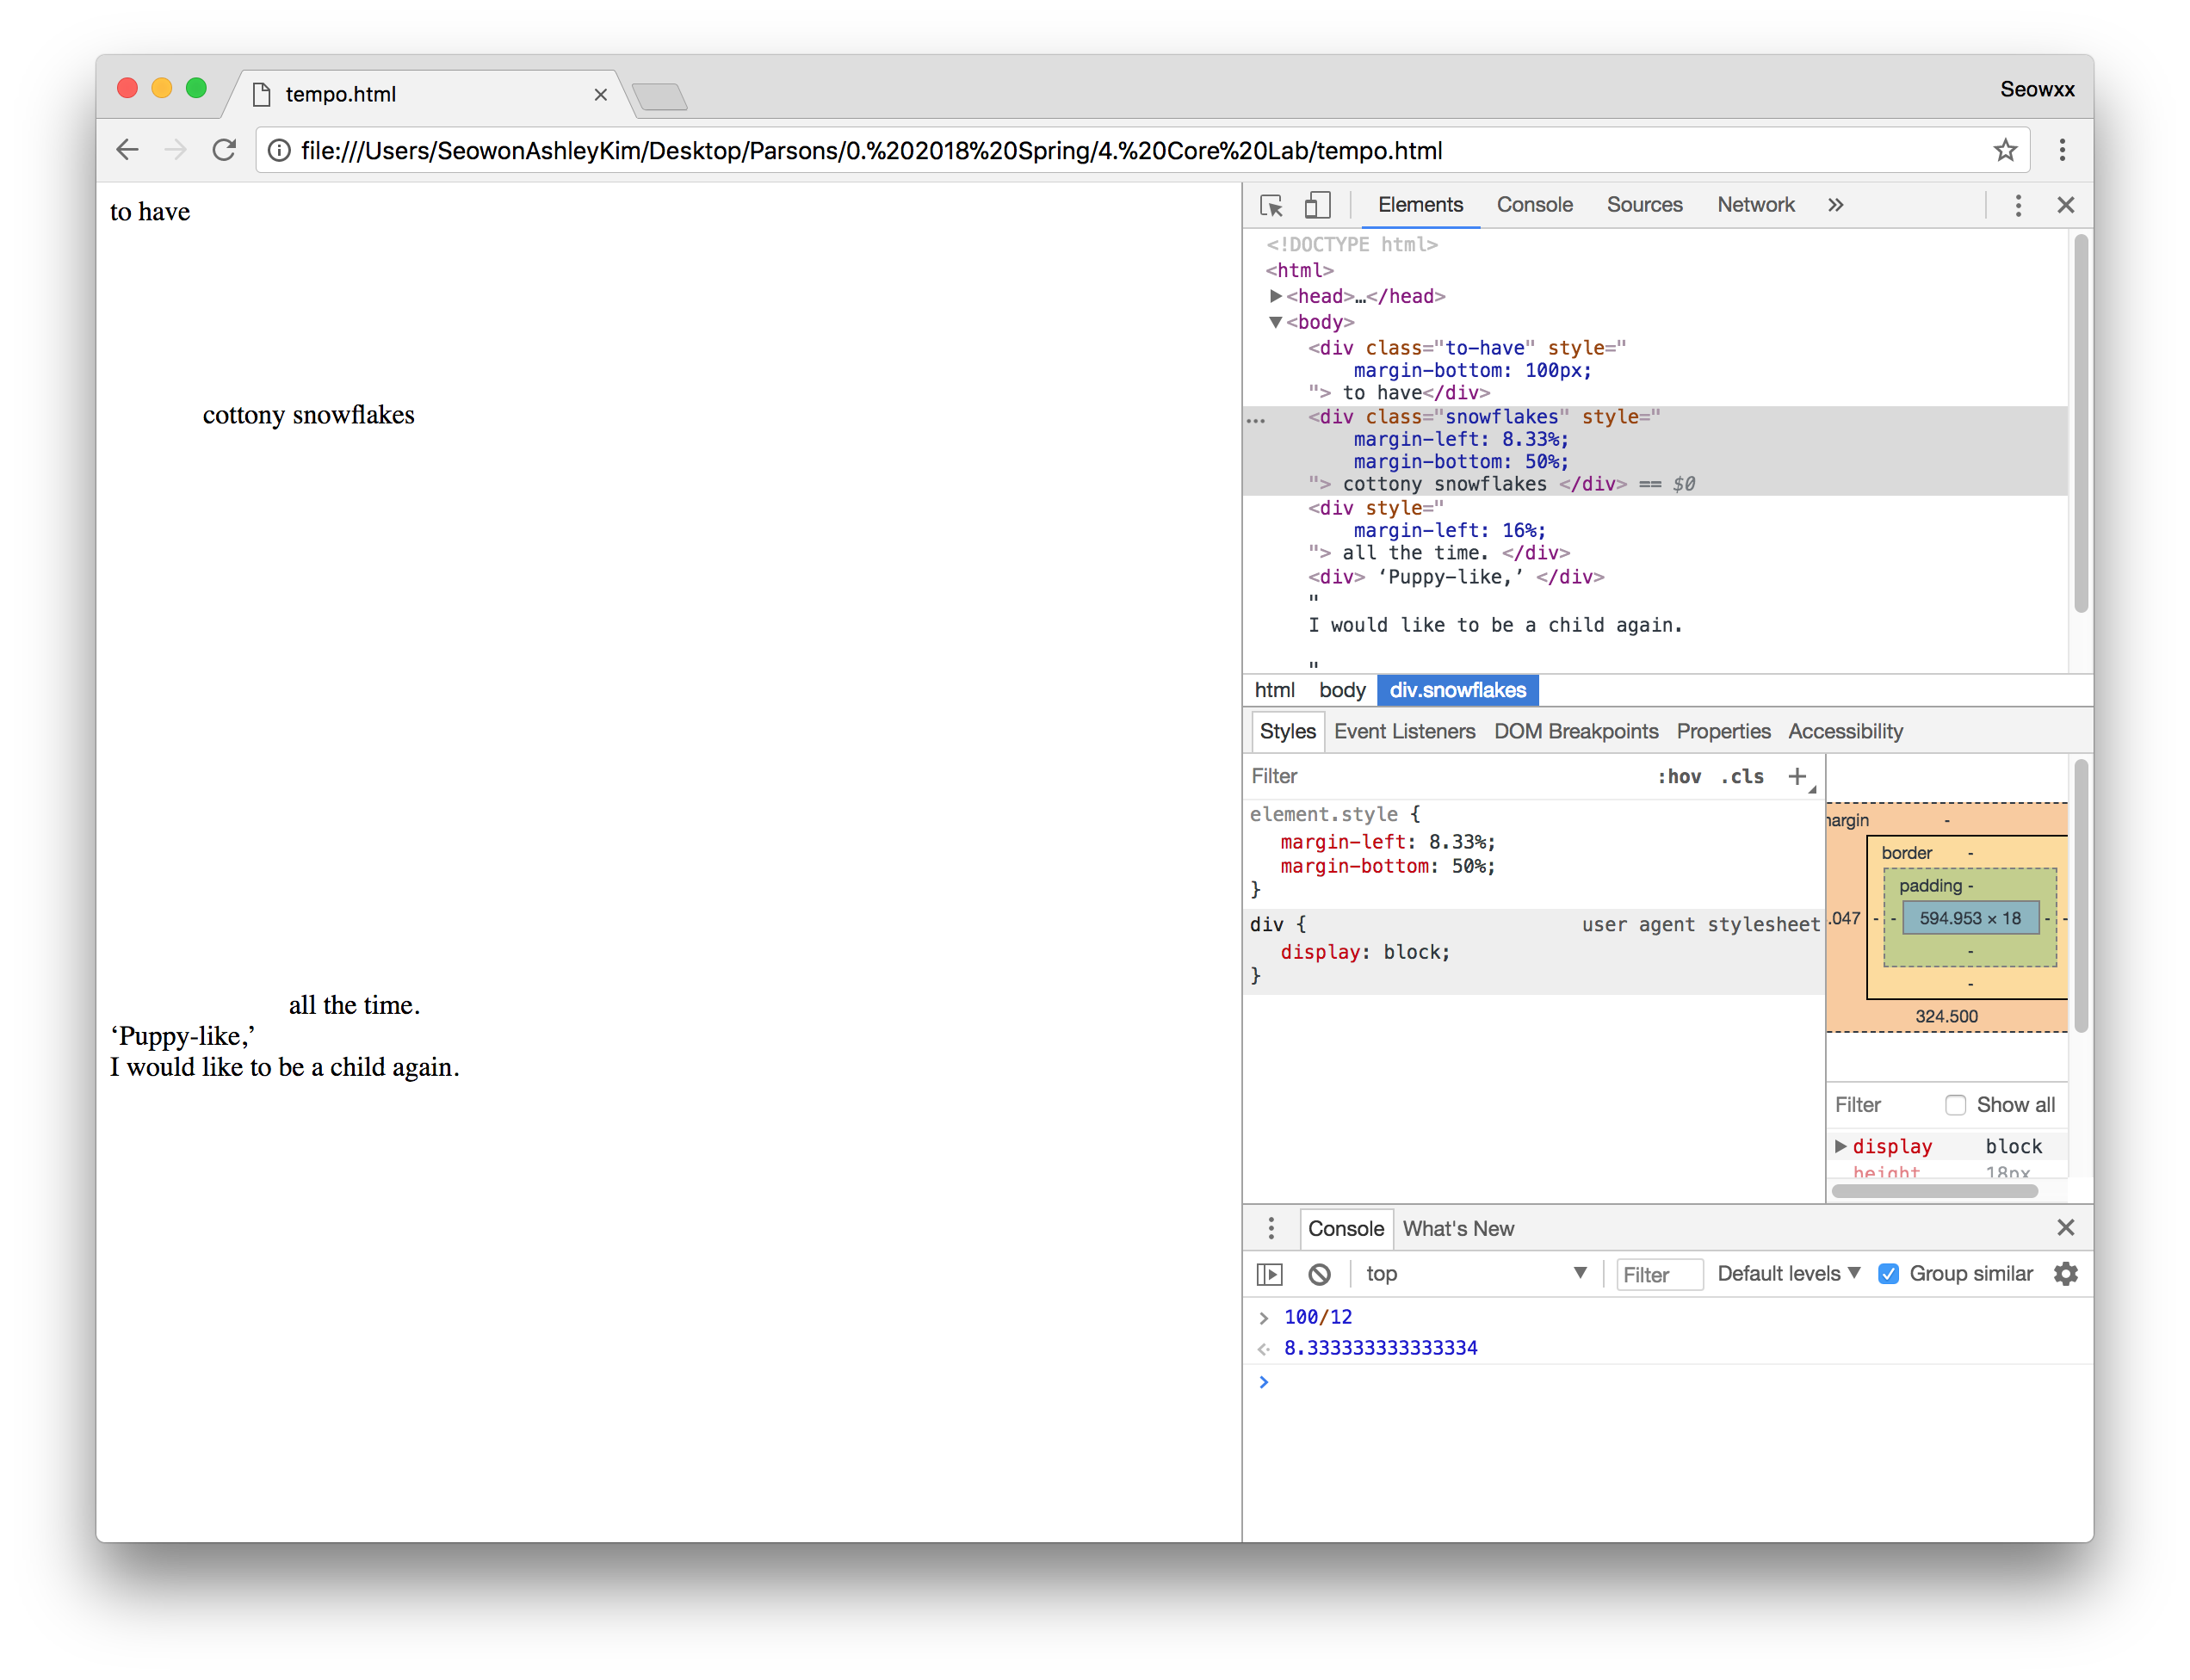 tempo.html
Seowxx
file:///Users/SeowonAshleyKim/Desktop/Parsons/0.%202018%20Spring/4.%20Core%20Lab/tempo.html
to have
cottony snowflakes
all the time.
‘Puppy-like,’
I would like to be a child again.
Elements Console Sources Network »
<!DOCTYPE html>
<html>
<head>…</head>
<body>
<div class="to-have" style="
margin-bottom: 100px;
"> to have</div>
... <div class="snowflakes" style="
margin-left: 8.33%;
margin-bottom: 50%;
"> cottony snowflakes </div> == $0
<div style="
margin-left: 16%;
"> all the time. </div>
<div> ‘Puppy-like,’ </div>
"
I would like to be a child again.
"
html body div.snowflakes
Styles Event Listeners DOM Breakpoints Properties Accessibility
Filter :hov .cls +
element.style {
margin-left: 8.33%;
margin-bottom: 50%;
}
div { user agent stylesheet
display: block;
}
argin -
border -
padding -
.047 - - 594.953 × 18 - -
-
-
324.500
Filter Show all
display block
height 18px
Console What's New
top Filter Default levels Group similar
> 100/12
8.333333333333334
>